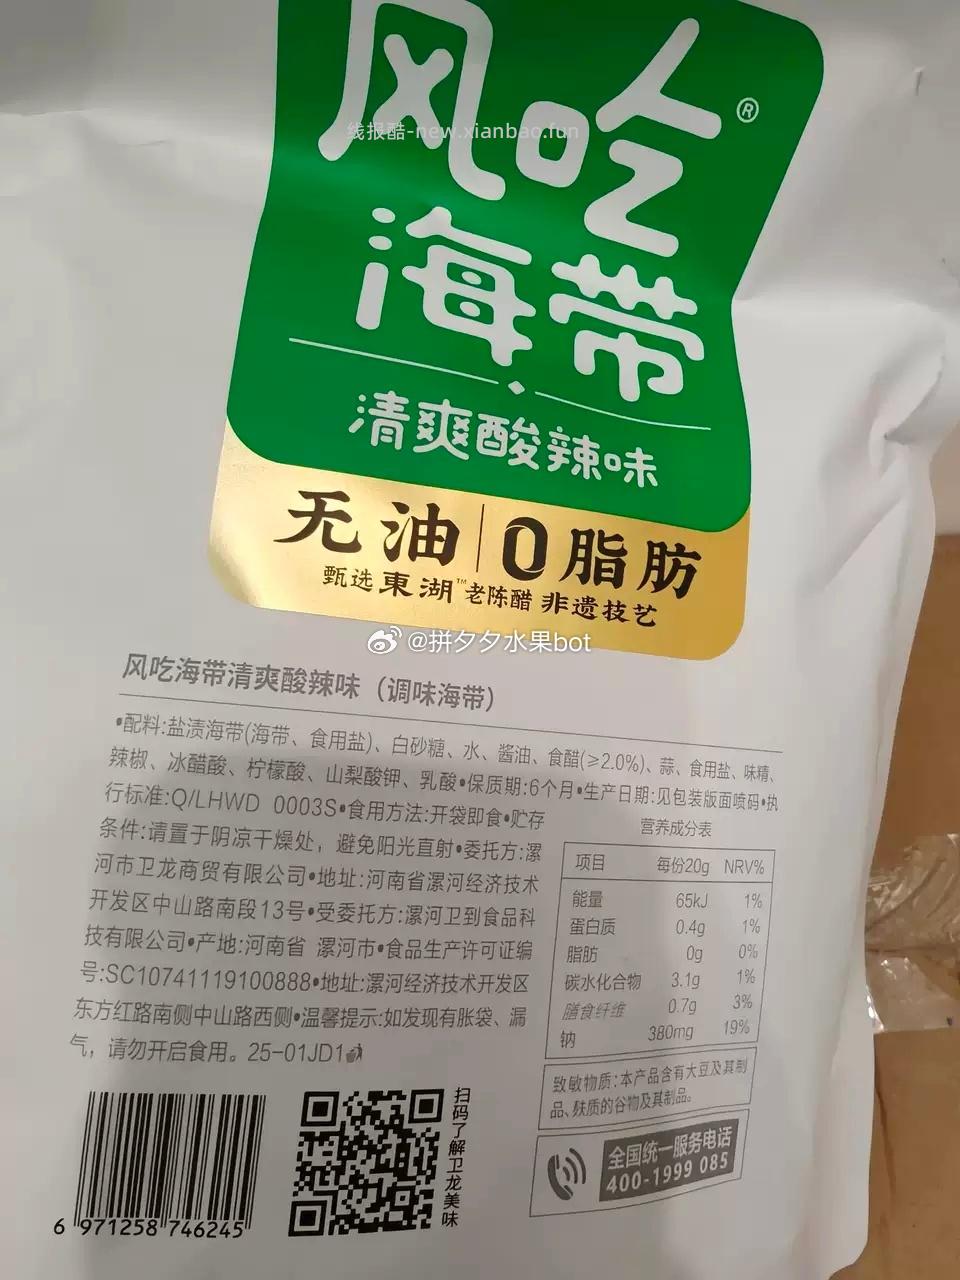 风吃®
线报酷-new.xianbao.fun
海带
清爽酸辣味
无油 | 0脂肪
甄选東湖™老陈醋 非遗技艺
@拼夕夕水果bot
风吃海带清爽酸辣味（调味海带）
•配料:盐渍海带(海带、食用盐)、白砂糖、水、酱油、食醋(≥2.0%)、蒜、食用盐、味精、
辣椒、冰醋酸、柠檬酸、山梨酸钾、乳酸•保质期:6个月•生产日期:见包装版面喷码•执
行标准:Q/LHWD 0003S•食用方法:开袋即食•贮存
条件:请置于阴凉干燥处，避免阳光直射•委托方:漯
河市卫龙商贸有限公司•地址:河南省漯河经济技术
开发区中山路南段13号•受委托方:漯河卫到食品科
技有限公司•产地:河南省 漯河市•食品生产许可证编
号:SC10741119100888•地址:漯河经济技术开发区
东方红路南侧中山路西侧•温馨提示:如发现有胀袋、漏
气，请勿开启食用。25-01JD1
营养成分表
项目 每份20g NRV%
能量 65kJ 1%
蛋白质 0.4g 1%
脂肪 0g 0%
碳水化合物 3.1g 1%
膳食纤维 0.7g 3%
钠 380mg 19%
致敏物质:本产品含有大豆及其制
品、麸质的谷物及其制品。
全国统一服务电话
400-1999 085
扫码了解卫龙美味
6 971258 746245